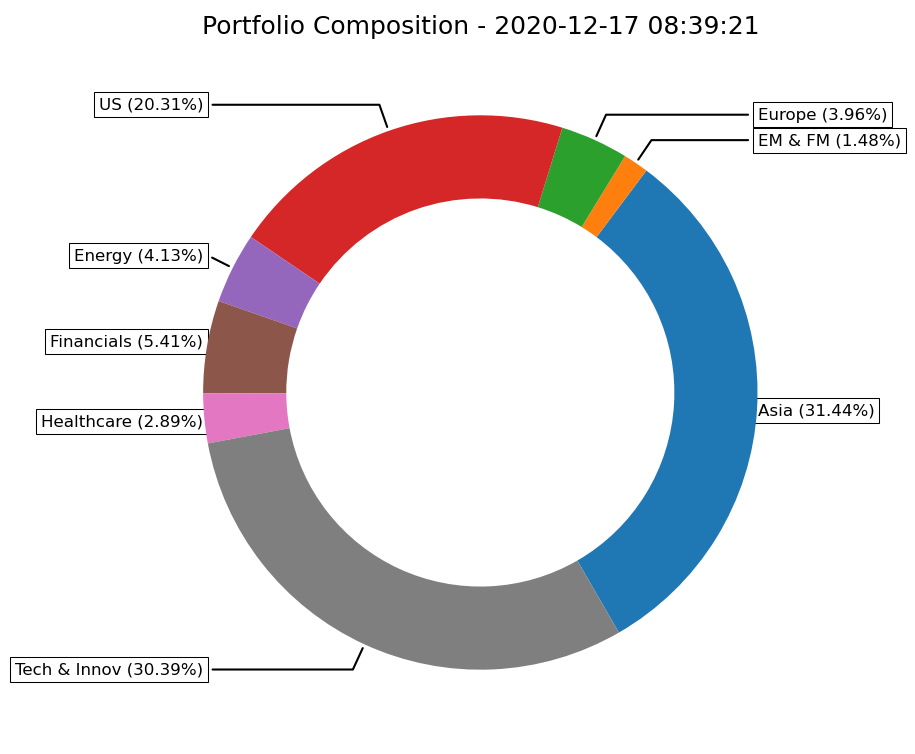 Portfolio Composition - 2020-12-17 08:39:21
US (20.31%)
Europe (3.96%)
EM & FM (1.48%)
Energy (4.13%)
Financials (5.41%)
Asia (31.44%)
Healthcare (2.89%)
Tech & Innov (30.39%)